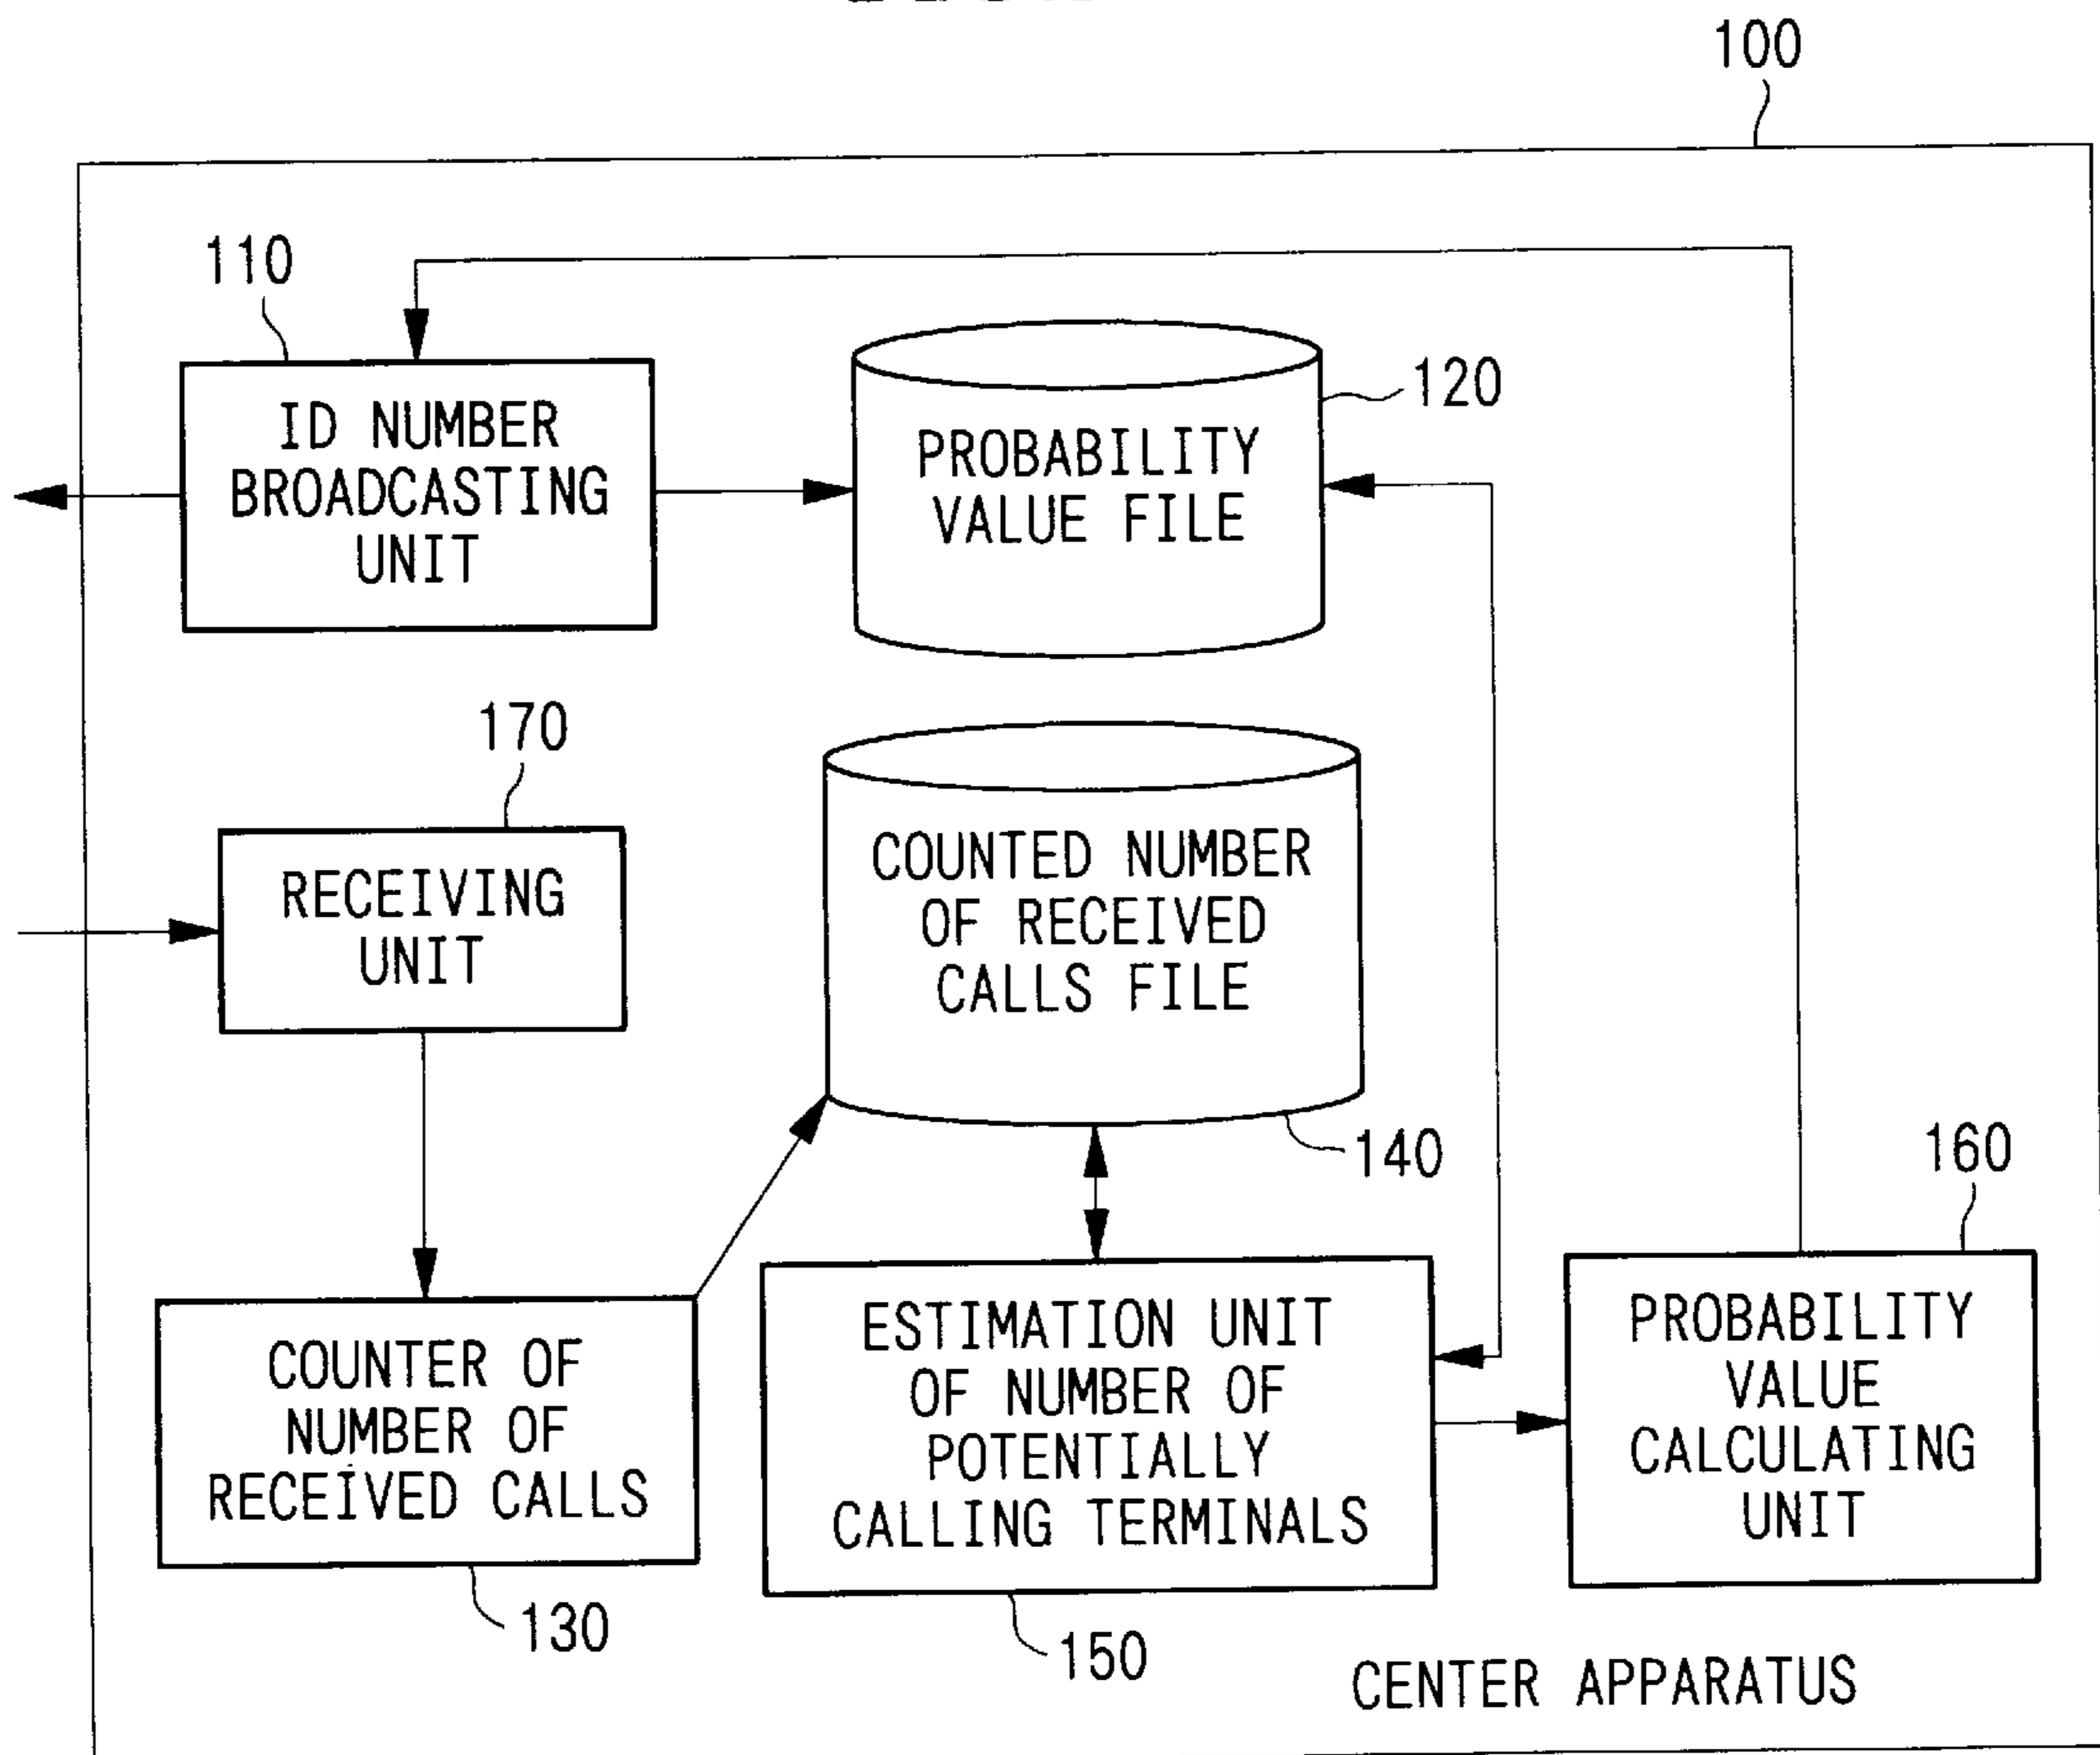 100
110
ID NUMBER
BROADCASTING
UNIT
120
PROBABILITY
VALUE FILE
170
RECEIVING
UNIT
COUNTED NUMBER
OF RECEIVED
CALLS FILE
140
160
COUNTER OF
NUMBER OF
RECEIVED CALLS
130
ESTIMATION UNIT
OF NUMBER OF
POTENTIALLY
CALLING TERMINALS
150
PROBABILITY
VALUE
CALCULATING
UNIT
CENTER APPARATUS